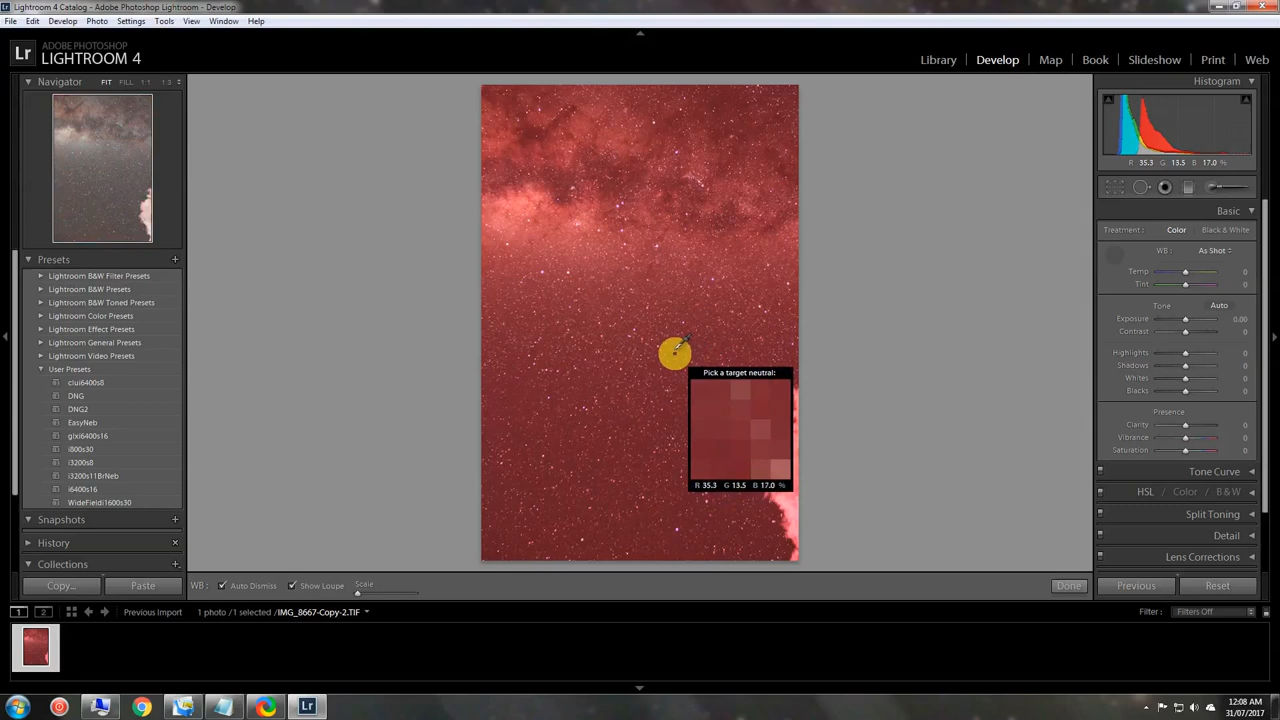 Lightroom 4 Catalog - Adobe Photoshop Lightroom - Develop
File Edit Develop Photo Settings Tools View Window Help
Lr ADOBE PHOTOSHOP
LIGHTROOM 4
Library Develop Map Book Slideshow Print Web
Navigator FIT FILL 1:1 1:3
Presets
Lightroom B&W Filter Presets
Lightroom B&W Presets
Lightroom B&W Toned Presets
Lightroom Color Presets
Lightroom Effect Presets
Lightroom General Presets
Lightroom Video Presets
User Presets
clui6400s8
DNG
DNG2
EasyNeb
gixi6400s16
i800s30
i3200s8
i3200s11BrNeb
i6400s16
WideFieldi1600s30
Snapshots
History
Collections
Copy... Paste
Pick a target neutral:
R 35.3 G 13.5 B 17.0 %
WB : Auto Dismiss Show Loupe Scale
Done
Histogram
R 35.3 G 13.5 B 17.0 %
Basic
Treatment : Color Black & White
WB : As Shot
Temp 0
Tint 0
Tone Auto
Exposure 0.00
Contrast 0
Highlights 0
Shadows 0
Whites 0
Blacks 0
Presence
Clarity 0
Vibrance 0
Saturation 0
Tone Curve
HSL / Color / B & W
Split Toning
Detail
Lens Corrections
Previous Reset
1 2 Previous Import 1 photo / 1 selected / IMG_8667-Copy-2.TIF Filter : Filters Off
Lr
12:08 AM
31/07/2017